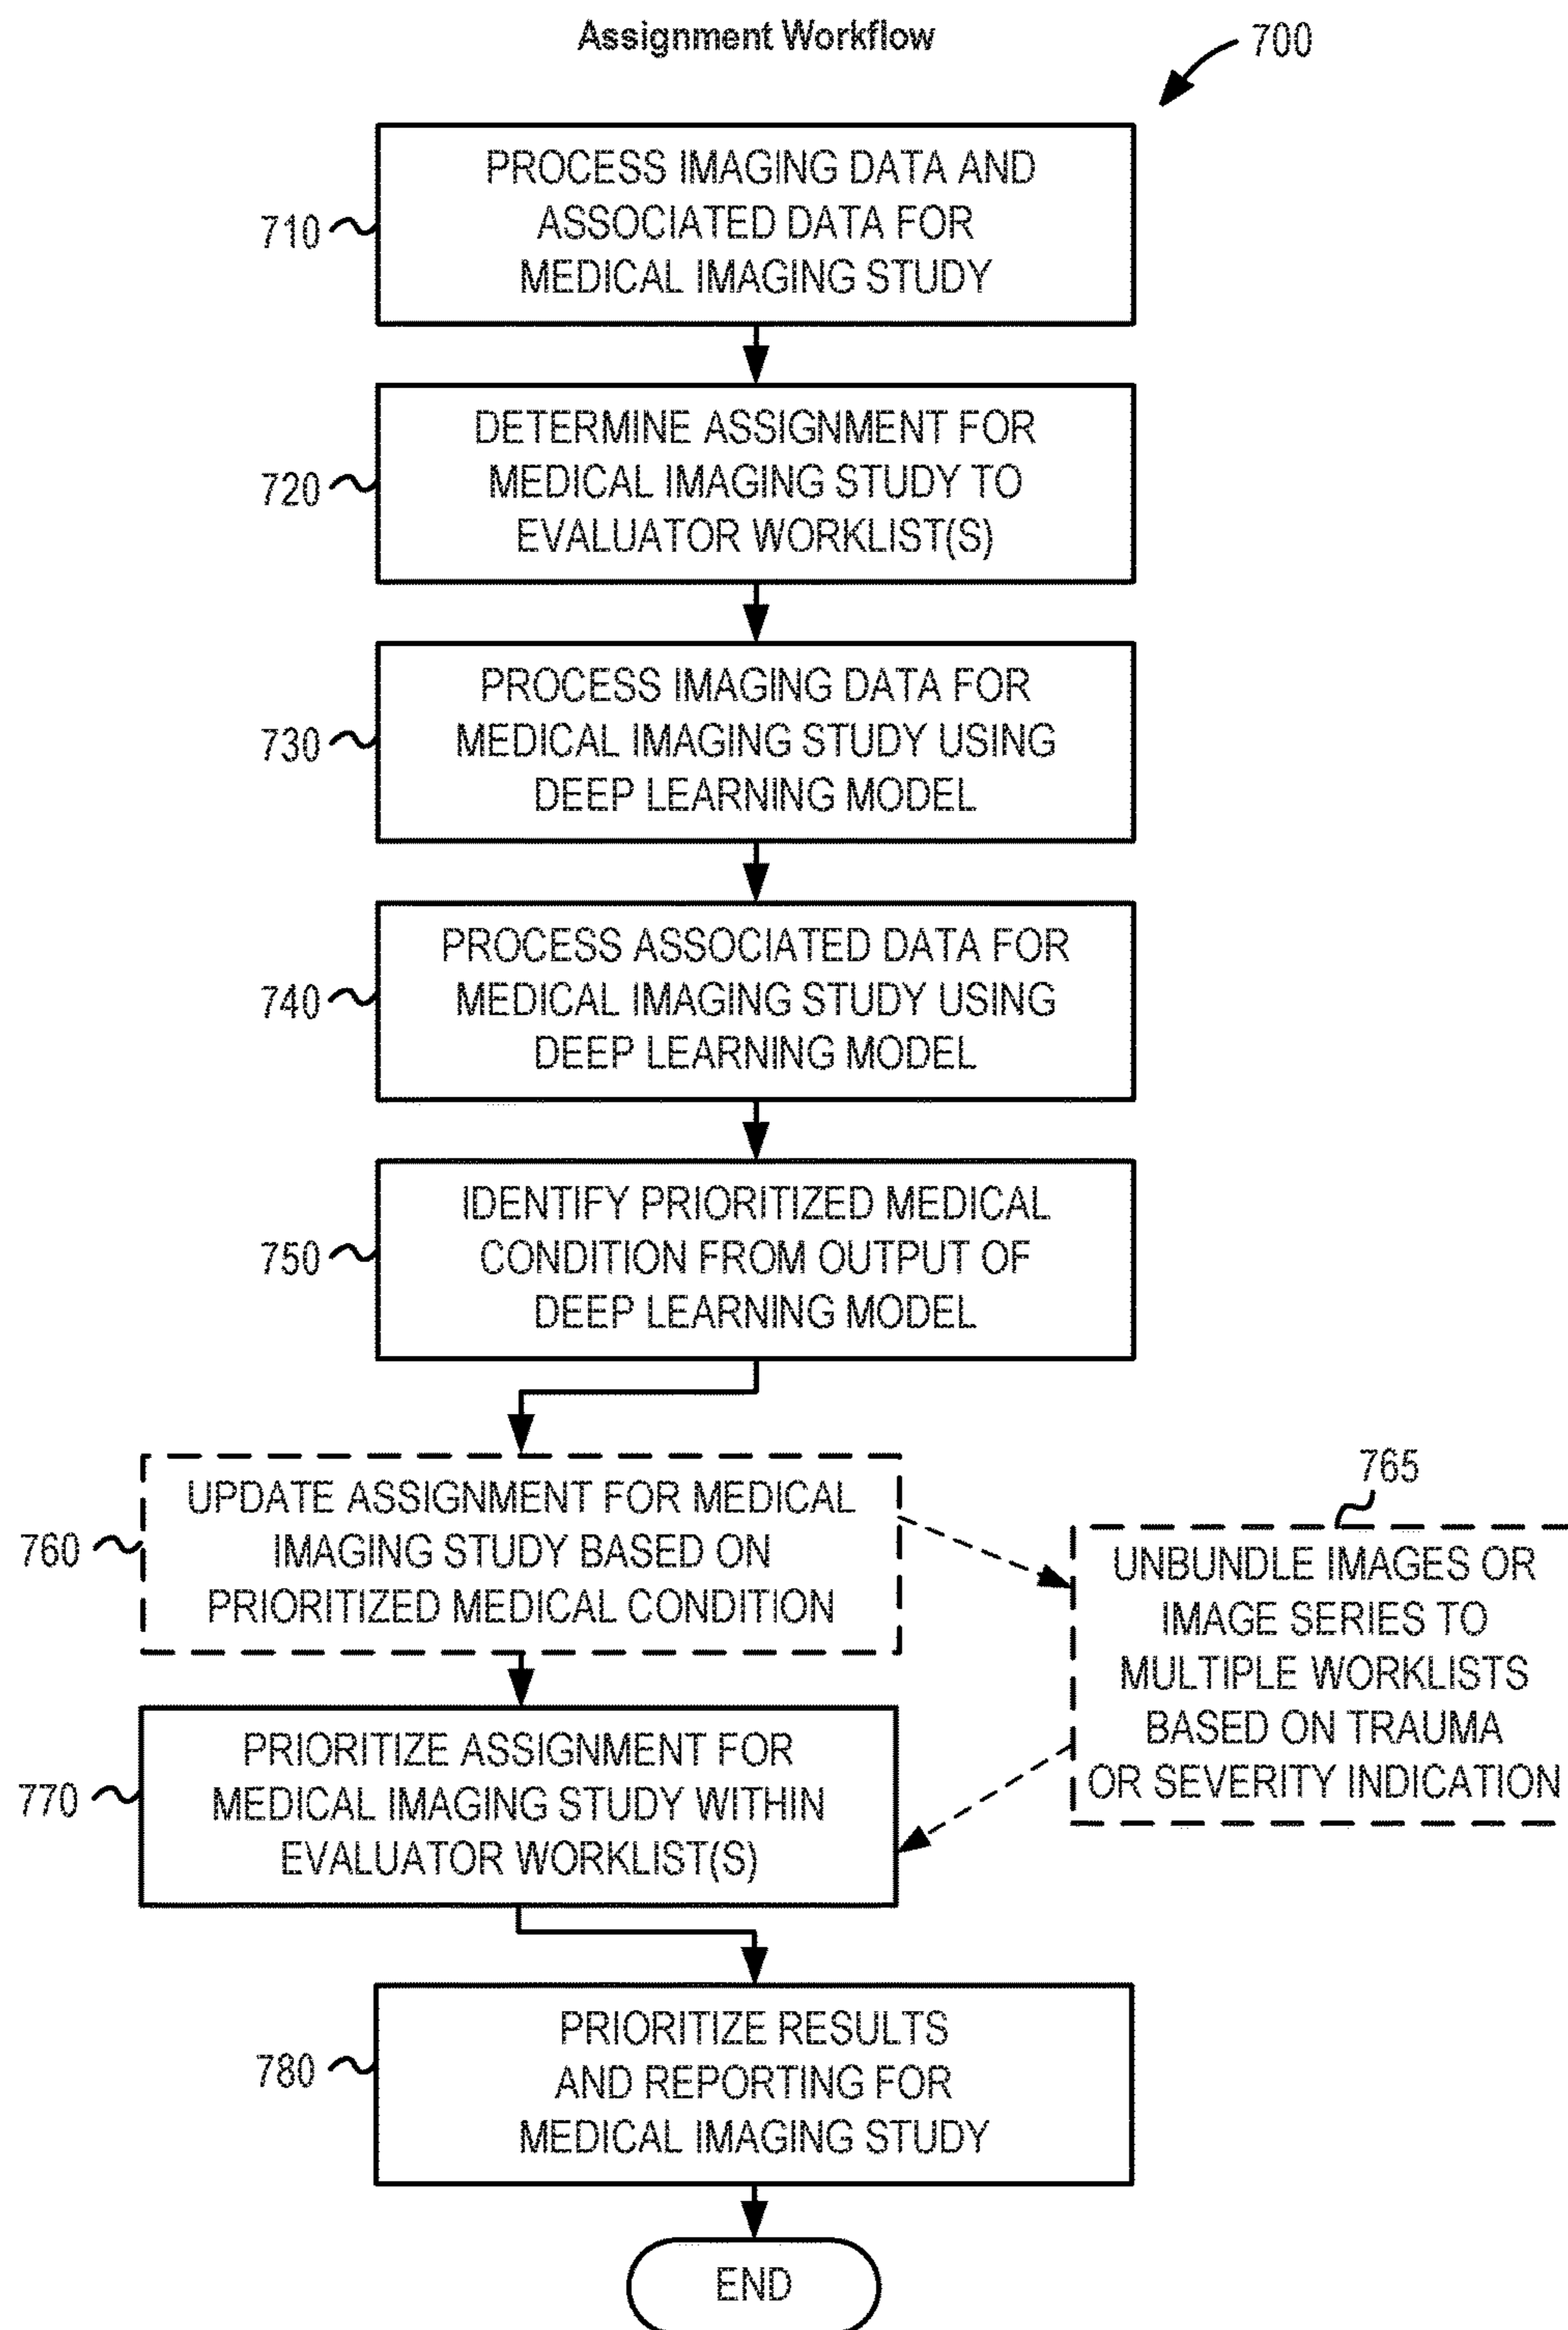 Assignment Workflow
700
PROCESS IMAGING DATA AND
ASSOCIATED DATA FOR
MEDICAL IMAGING STUDY
710
DETERMINE ASSIGNMENT FOR
MEDICAL IMAGING STUDY TO
EVALUATOR WORKLIST(S)
720
PROCESS IMAGING DATA FOR
MEDICAL IMAGING STUDY USING
DEEP LEARNING MODEL
730
PROCESS ASSOCIATED DATA FOR
MEDICAL IMAGING STUDY USING
DEEP LEARNING MODEL
740
IDENTIFY PRIORITIZED MEDICAL
CONDITION FROM OUTPUT OF
DEEP LEARNING MODEL
750
UPDATE ASSIGNMENT FOR MEDICAL
IMAGING STUDY BASED ON
PRIORITIZED MEDICAL CONDITION
760
765
UNBUNDLE IMAGES OR
IMAGE SERIES TO
MULTIPLE WORKLISTS
BASED ON TRAUMA
OR SEVERITY INDICATION
PRIORITIZE ASSIGNMENT FOR
MEDICAL IMAGING STUDY WITHIN
EVALUATOR WORKLIST(S)
770
PRIORITIZE RESULTS
AND REPORTING FOR
MEDICAL IMAGING STUDY
780
END